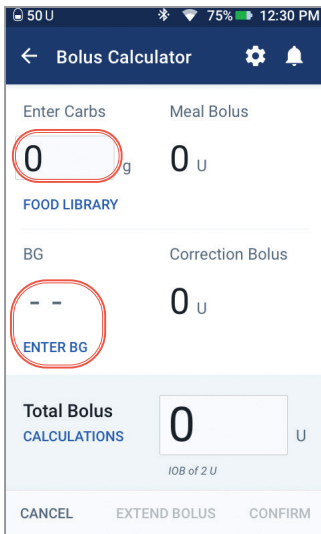 50 U 75% 12:30 PM
Bolus Calculator
Enter Carbs Meal Bolus
0 g 0 U
FOOD LIBRARY
BG Correction Bolus
- - 0 U
ENTER BG
Total Bolus 0 U
CALCULATIONS
IOB of 2 U
CANCEL EXTEND BOLUS CONFIRM